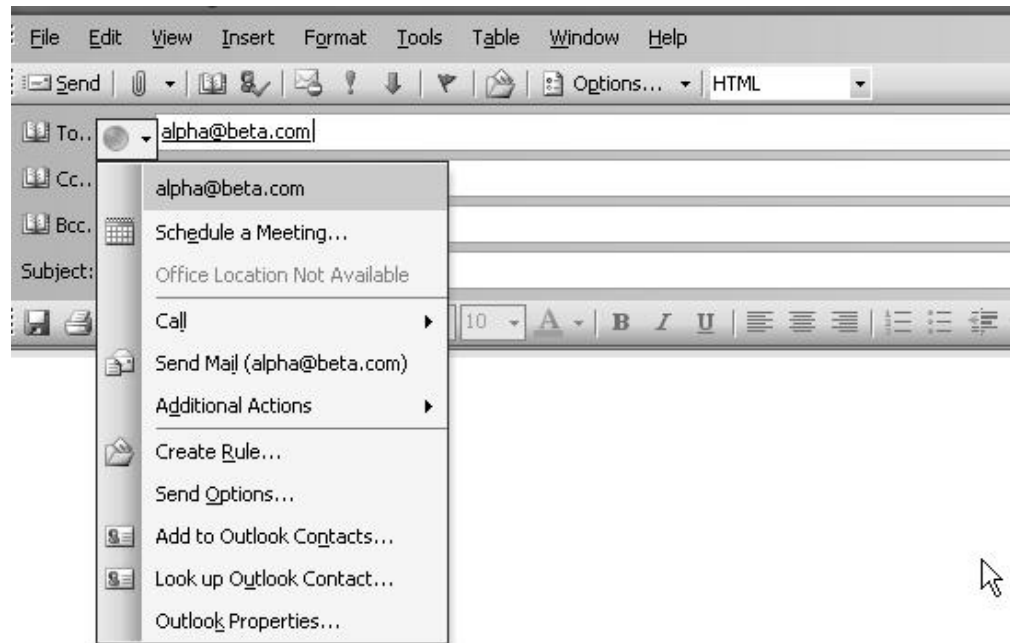 File Edit View Insert Format Tools Table Window Help
Send Options... HTML
To.. alpha@beta.com
Cc..
Bcc.
Subject:
10 A B I U
alpha@beta.com
Schedule a Meeting...
Office Location Not Available
Call
Send Mail (alpha@beta.com)
Additional Actions
Create Rule...
Send Options...
Add to Outlook Contacts...
Look up Outlook Contact...
Outlook Properties...